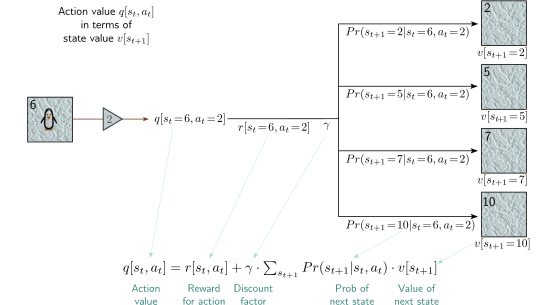 Action value q[s_t, a_t]
in terms of
state value v[s_{t+1}]
2
Pr(s_{t+1} = 2|s_t = 6, a_t = 2)
v[s_{t+1} = 2]
5
Pr(s_{t+1} = 5|s_t = 6, a_t = 2)
v[s_{t+1} = 5]
6
2
q[s_t = 6, a_t = 2]
r[s_t = 6, a_t = 2]
γ
7
Pr(s_{t+1} = 7|s_t = 6, a_t = 2)
v[s_{t+1} = 7]
10
Pr(s_{t+1} = 10|s_t = 6, a_t = 2)
v[s_{t+1} = 10]
q[s_t, a_t] = r[s_t, a_t] + γ · ∑_{s_{t+1}} Pr(s_{t+1}|s_t, a_t) · v[s_{t+1}]
Action value
Reward for action
Discount factor
Prob of next state
Value of next state